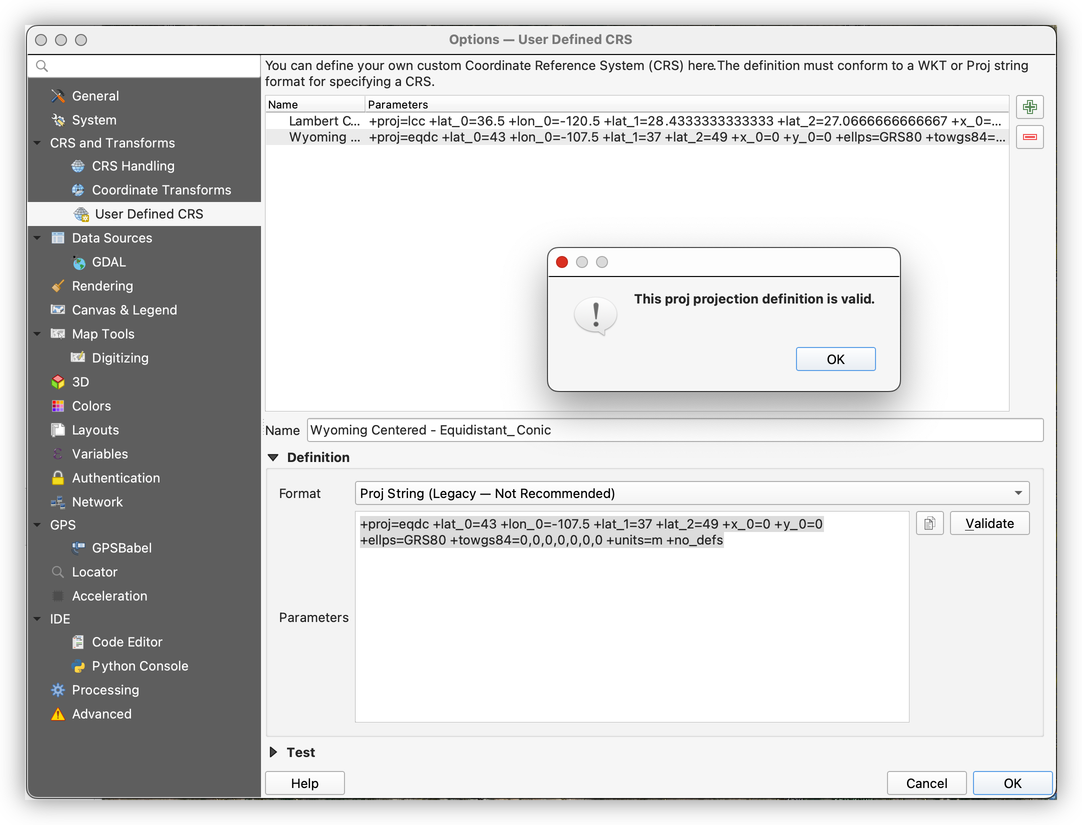 Options — User Defined CRS
You can define your own custom Coordinate Reference System (CRS) here.The definition must conform to a WKT or Proj string
format for specifying a CRS.
General
System
CRS and Transforms
CRS Handling
Coordinate Transforms
User Defined CRS
Data Sources
GDAL
Rendering
Canvas & Legend
Map Tools
Digitizing
3D
Colors
Layouts
Variables
Authentication
Network
GPS
GPSBabel
Locator
Acceleration
IDE
Code Editor
Python Console
Processing
Advanced
Name Parameters
Lambert C... +proj=lcc +lat_0=36.5 +lon_0=-120.5 +lat_1=28.4333333333333 +lat_2=27.0666666666667 +x_0=...
Wyoming ... +proj=eqdc +lat_0=43 +lon_0=-107.5 +lat_1=37 +lat_2=49 +x_0=0 +y_0=0 +ellps=GRS80 +towgs84=...
This proj projection definition is valid.
OK
Name Wyoming Centered - Equidistant_Conic
Definition
Format Proj String (Legacy — Not Recommended)
+proj=eqdc +lat_0=43 +lon_0=-107.5 +lat_1=37 +lat_2=49 +x_0=0 +y_0=0
+ellps=GRS80 +towgs84=0,0,0,0,0,0,0 +units=m +no_defs
Validate
Parameters
Test
Help Cancel OK